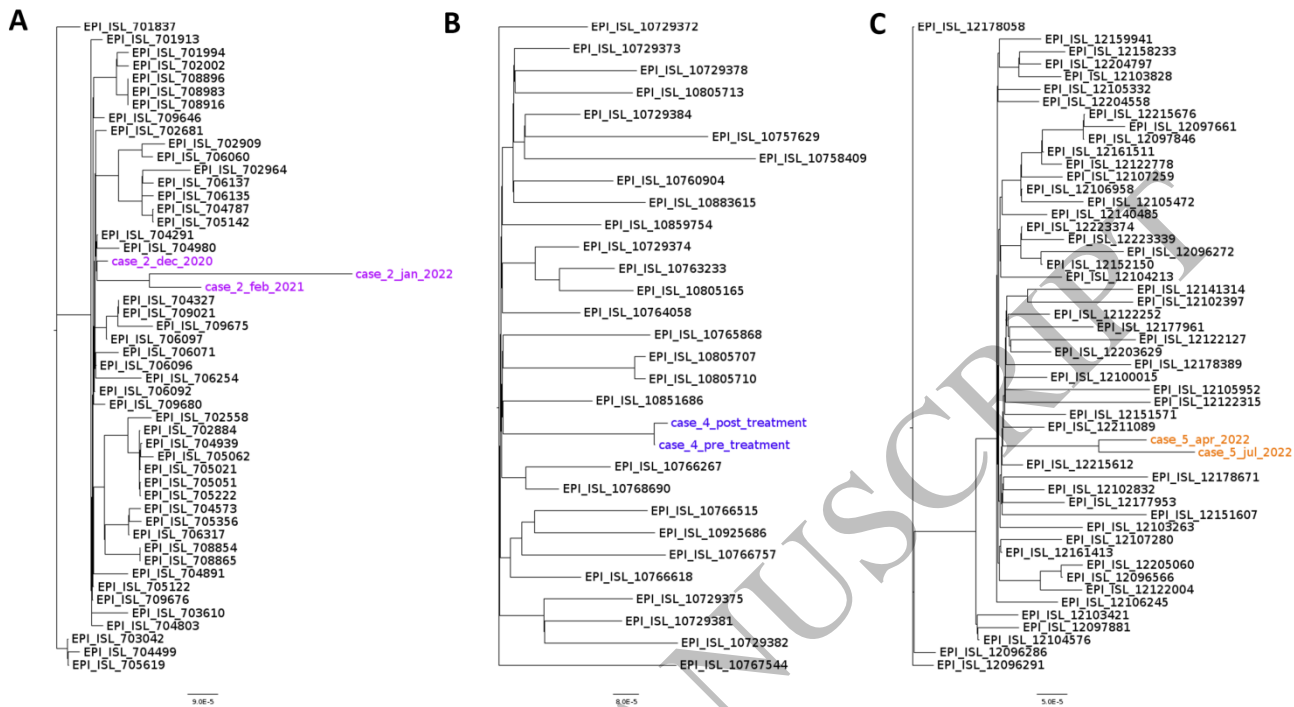 A
EPI_ISL_701837
EPI_ISL_701913
EPI_ISL_701994
EPI_ISL_702002
EPI_ISL_708896
EPI_ISL_708983
EPI_ISL_708916
EPI_ISL_709646
EPI_ISL_702681
EPI_ISL_702909
EPI_ISL_706060
EPI_ISL_702964
EPI_ISL_706137
EPI_ISL_706135
EPI_ISL_704787
EPI_ISL_705142
EPI_ISL_704291
EPI_ISL_704980
case_2_dec_2020
case_2_jan_2022
case_2_feb_2021
EPI_ISL_704327
EPI_ISL_709021
EPI_ISL_709675
EPI_ISL_706097
EPI_ISL_706071
EPI_ISL_706096
EPI_ISL_706254
EPI_ISL_706092
EPI_ISL_709680
EPI_ISL_702558
EPI_ISL_702884
EPI_ISL_704939
EPI_ISL_705062
EPI_ISL_705021
EPI_ISL_705051
EPI_ISL_705222
EPI_ISL_704573
EPI_ISL_705356
EPI_ISL_706317
EPI_ISL_708854
EPI_ISL_708865
EPI_ISL_704891
EPI_ISL_705122
EPI_ISL_709676
EPI_ISL_703610
EPI_ISL_704803
EPI_ISL_703042
EPI_ISL_704499
EPI_ISL_705619
9.0E-5
B
EPI_ISL_10729372
EPI_ISL_10729373
EPI_ISL_10729378
EPI_ISL_10805713
EPI_ISL_10729384
EPI_ISL_10757629
EPI_ISL_10758409
EPI_ISL_10760904
EPI_ISL_10883615
EPI_ISL_10859754
EPI_ISL_10729374
EPI_ISL_10763233
EPI_ISL_10805165
EPI_ISL_10764058
EPI_ISL_10765868
EPI_ISL_10805707
EPI_ISL_10805710
EPI_ISL_10851686
case_4_post_treatment
case_4_pre_treatment
EPI_ISL_10766267
EPI_ISL_10768690
EPI_ISL_10766515
EPI_ISL_10925686
EPI_ISL_10766757
EPI_ISL_10766618
EPI_ISL_10729375
EPI_ISL_10729381
EPI_ISL_10729382
EPI_ISL_10767544
8.0E-5
C
EPI_ISL_12178058
EPI_ISL_12159941
EPI_ISL_12158233
EPI_ISL_12204797
EPI_ISL_12103828
EPI_ISL_12105332
EPI_ISL_12204558
EPI_ISL_12215676
EPI_ISL_12097661
EPI_ISL_12097846
EPI_ISL_12161511
EPI_ISL_12122778
EPI_ISL_12107259
EPI_ISL_12106958
EPI_ISL_12105472
EPI_ISL_12140485
EPI_ISL_12223374
EPI_ISL_12223339
EPI_ISL_12096272
EPI_ISL_12152150
EPI_ISL_12104213
EPI_ISL_12141314
EPI_ISL_12102397
EPI_ISL_12122252
EPI_ISL_12177961
EPI_ISL_12122127
EPI_ISL_12203629
EPI_ISL_12178389
EPI_ISL_12100015
EPI_ISL_12105952
EPI_ISL_12122315
EPI_ISL_12151571
EPI_ISL_12211089
case_5_apr_2022
case_5_jul_2022
EPI_ISL_12215612
EPI_ISL_12178671
EPI_ISL_12102832
EPI_ISL_12177953
EPI_ISL_12151607
EPI_ISL_12103263
EPI_ISL_12107280
EPI_ISL_12161413
EPI_ISL_12205060
EPI_ISL_12096566
EPI_ISL_12122004
EPI_ISL_12106245
EPI_ISL_12103421
EPI_ISL_12097881
EPI_ISL_12104576
EPI_ISL_12096286
EPI_ISL_12096291
5.0E-5
NUSCRIPT